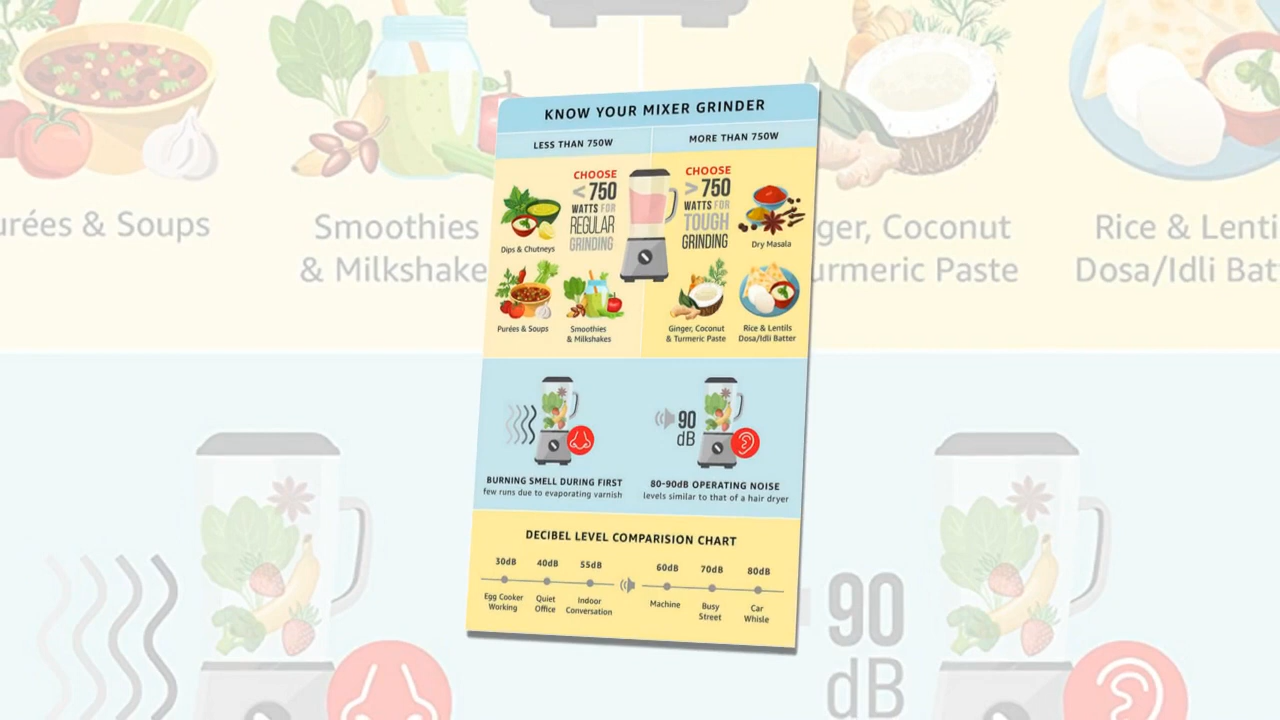 KNOW YOUR MIXER GRINDER
LESS THAN 750W
MORE THAN 750W
CHOOSE
< 750
WATTS FOR
REGULAR
GRINDING
CHOOSE
> 750
WATTS FOR
TOUGH
GRINDING
Dips & Chutneys
Dry Masala
Purées & Soups
Smoothies
& Milkshakes
Ginger, Coconut
& Turmeric Paste
Rice & Lentils
Dosa/Idli Batter
90
dB
BURNING SMELL DURING FIRST
few runs due to evaporating varnish
80-90dB OPERATING NOISE
levels similar to that of a hair dryer
DECIBEL LEVEL COMPARISION CHART
30dB
40dB
55dB
60dB
70dB
80dB
Egg Cooker
Working
Quiet
Office
Indoor
Conversation
Machine
Busy
Street
Car
Whisle
urées & Soups
Smoothies
& Milkshake
ger, Coconut
urmeric Paste
Rice & Lenti
Dosa/Idli Bat
90
dB